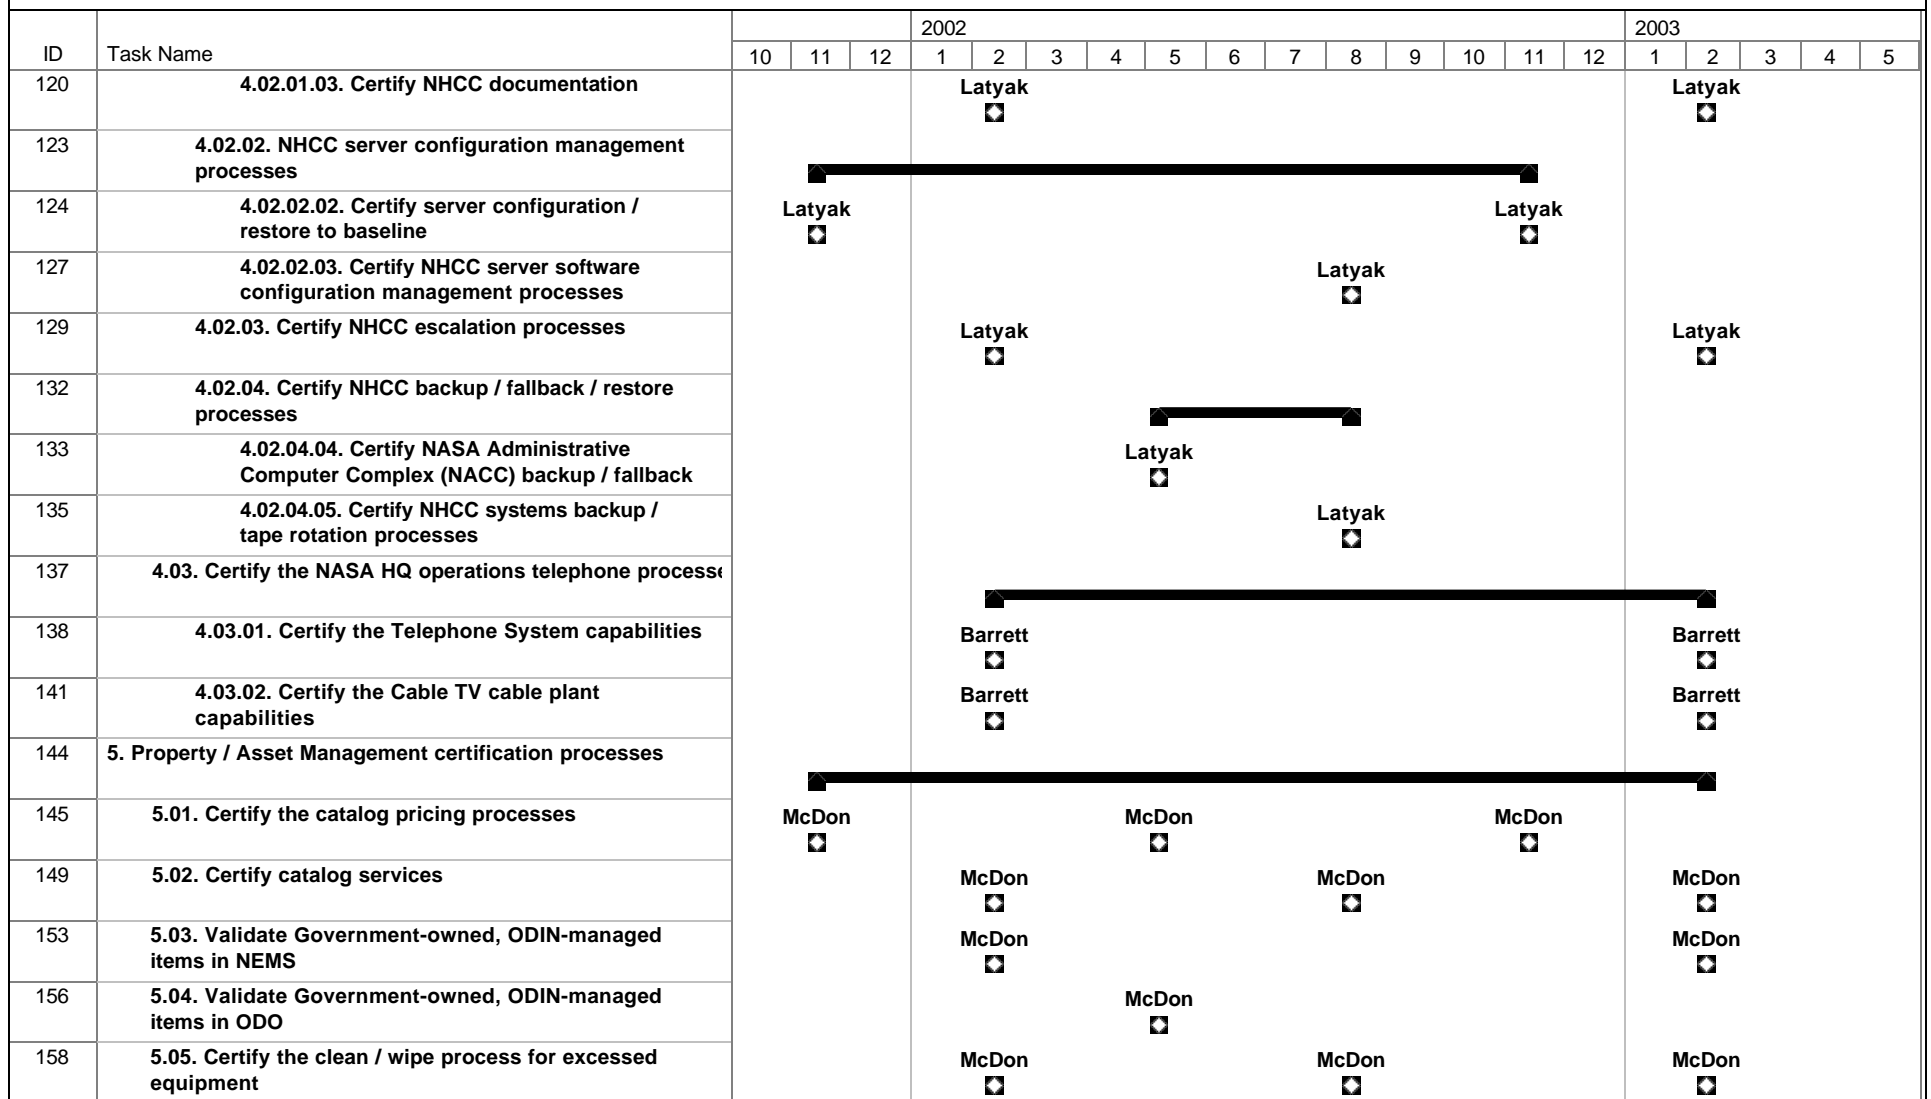 2002 2003
ID Task Name 10 11 12 1 2 3 4 5 6 7 8 9 10 11 12 1 2 3 4 5
120 4.02.01.03. Certify NHCC documentation Latyak Latyak
123 4.02.02. NHCC server configuration management
processes
124 4.02.02.02. Certify server configuration / Latyak Latyak
restore to baseline
127 4.02.02.03. Certify NHCC server software Latyak
configuration management processes
129 4.02.03. Certify NHCC escalation processes Latyak Latyak
132 4.02.04. Certify NHCC backup / fallback / restore
processes
133 4.02.04.04. Certify NASA Administrative Latyak
Computer Complex (NACC) backup / fallback
135 4.02.04.05. Certify NHCC systems backup / Latyak
tape rotation processes
137 4.03. Certify the NASA HQ operations telephone processe
138 4.03.01. Certify the Telephone System capabilities Barrett Barrett
141 4.03.02. Certify the Cable TV cable plant Barrett Barrett
capabilities
144 5. Property / Asset Management certification processes
145 5.01. Certify the catalog pricing processes McDon McDon McDon
149 5.02. Certify catalog services McDon McDon McDon
153 5.03. Validate Government-owned, ODIN-managed McDon McDon
items in NEMS
156 5.04. Validate Government-owned, ODIN-managed McDon
items in ODO
158 5.05. Certify the clean / wipe process for excessed McDon McDon McDon
equipment